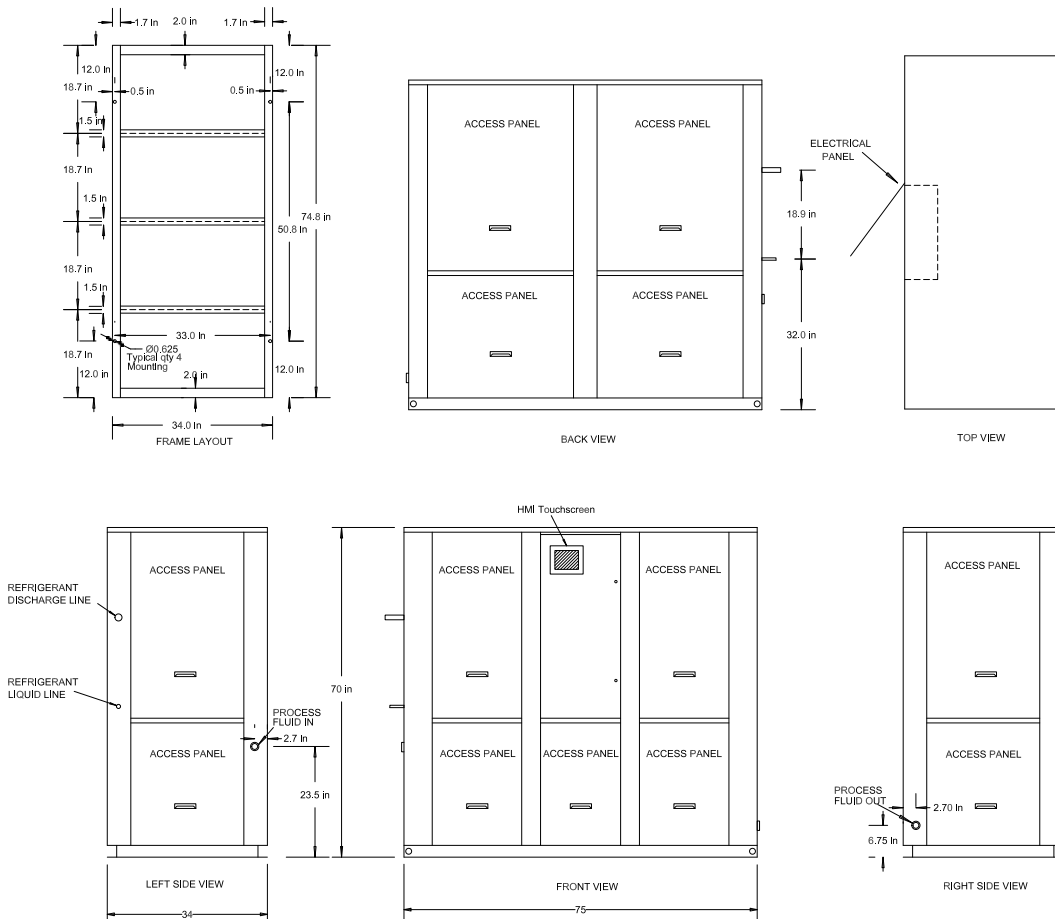 1.7 in
2.0 in
1.7 in
12.0 in
18.7 in
0.5 in
0.5 in
12.0 in
1.5 in
18.7 in
1.5 in
74.8 in
50.8 in
18.7 in
1.5 in
33.0 in
Ø0.625
Typical qty 4
Mounting
18.7 in
12.0 in
2.0 in
12.0 in
34.0 in
FRAME LAYOUT
ACCESS PANEL
ACCESS PANEL
ACCESS PANEL
ACCESS PANEL
18.9 in
32.0 in
BACK VIEW
ELECTRICAL
PANEL
TOP VIEW
REFRIGERANT
DISCHARGE LINE
REFRIGERANT
LIQUID LINE
ACCESS PANEL
ACCESS PANEL
PROCESS
FLUID IN
2.7 in
23.5 in
LEFT SIDE VIEW
34
HMI Touchscreen
70 in
ACCESS PANEL
ACCESS PANEL
ACCESS PANEL
ACCESS PANEL
ACCESS PANEL
FRONT VIEW
75
ACCESS PANEL
ACCESS PANEL
PROCESS
FLUID OUT
2.70 in
6.75 in
RIGHT SIDE VIEW